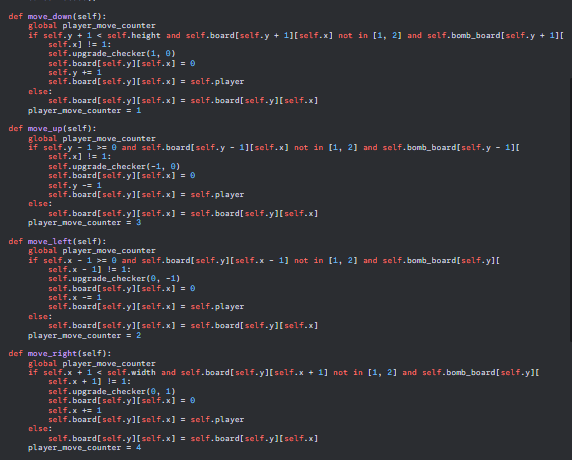 def move_down(self):
global player_move_counter
if self.y + 1 < self.height and self.board[self.y + 1][self.x] not in [1, 2] and self.bomb_board[self.y + 1][
self.x] != 1:
self.upgrade_checker(1, 0)
self.board[self.y][self.x] = 0
self.y += 1
self.board[self.y][self.x] = self.player
else:
self.board[self.y][self.x] = self.board[self.y][self.x]
player_move_counter = 1
def move_up(self):
global player_move_counter
if self.y - 1 >= 0 and self.board[self.y - 1][self.x] not in [1, 2] and self.bomb_board[self.y - 1][
self.x] != 1:
self.upgrade_checker(-1, 0)
self.board[self.y][self.x] = 0
self.y -= 1
self.board[self.y][self.x] = self.player
else:
self.board[self.y][self.x] = self.board[self.y][self.x]
player_move_counter = 3
def move_left(self):
global player_move_counter
if self.x - 1 >= 0 and self.board[self.y][self.x - 1] not in [1, 2] and self.bomb_board[self.y][
self.x - 1] != 1:
self.upgrade_checker(0, -1)
self.board[self.y][self.x] = 0
self.x -= 1
self.board[self.y][self.x] = self.player
else:
self.board[self.y][self.x] = self.board[self.y][self.x]
player_move_counter = 2
def move_right(self):
global player_move_counter
if self.x + 1 < self.width and self.board[self.y][self.x + 1] not in [1, 2] and self.bomb_board[self.y][
self.x + 1] != 1:
self.upgrade_checker(0, 1)
self.board[self.y][self.x] = 0
self.x += 1
self.board[self.y][self.x] = self.player
else:
self.board[self.y][self.x] = self.board[self.y][self.x]
player_move_counter = 4